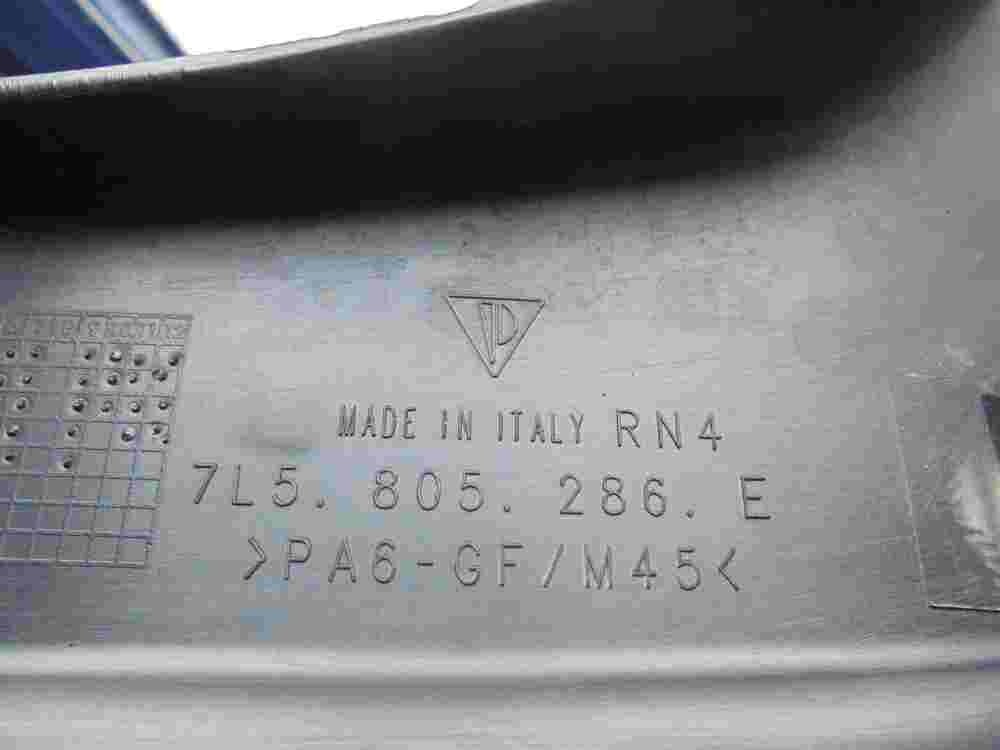 MADE IN ITALY RN4
7L5. 805. 286. E
>PA6-GF/M45<